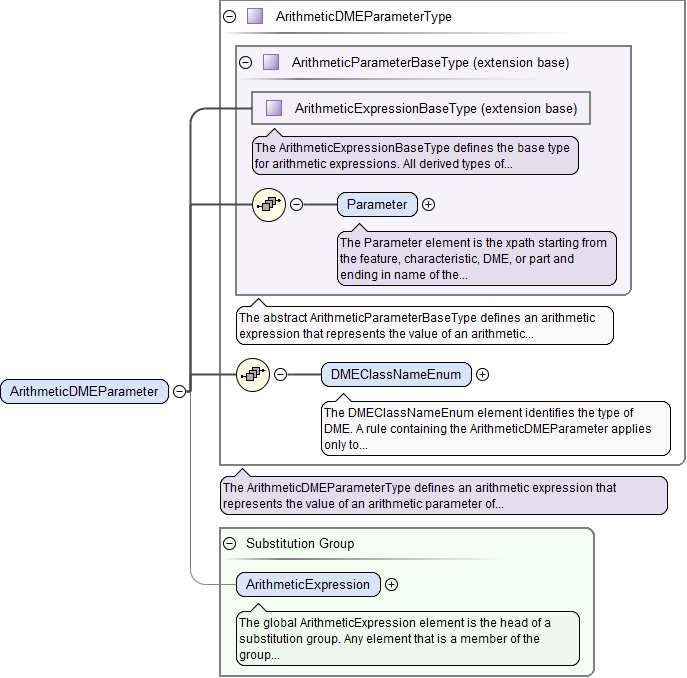 ArithmeticDMEParameterType
ArithmeticParameterBaseType (extension base)
ArithmeticExpressionBaseType (extension base)
The ArithmeticExpressionBaseType defines the base type
for arithmetic expressions. All derived types of...
Parameter
The Parameter element is the xpath starting from
the feature, characteristic, DME, or part and
ending in name of the...
The abstract ArithmeticParameterBaseType defines an arithmetic
expression that represents the value of an arithmetic...
ArithmeticDMEParameter
DMEClassNameEnum
The DMEClassNameEnum element identifies the type of
DME. A rule containing the ArithmeticDMEParameter applies
only to...
The ArithmeticDMEParameterType defines an arithmetic expression that
represents the value of an arithmetic parameter of...
Substitution Group
ArithmeticExpression
The global ArithmeticExpression element is the head of a
substitution group. Any element that is a member of the
group...